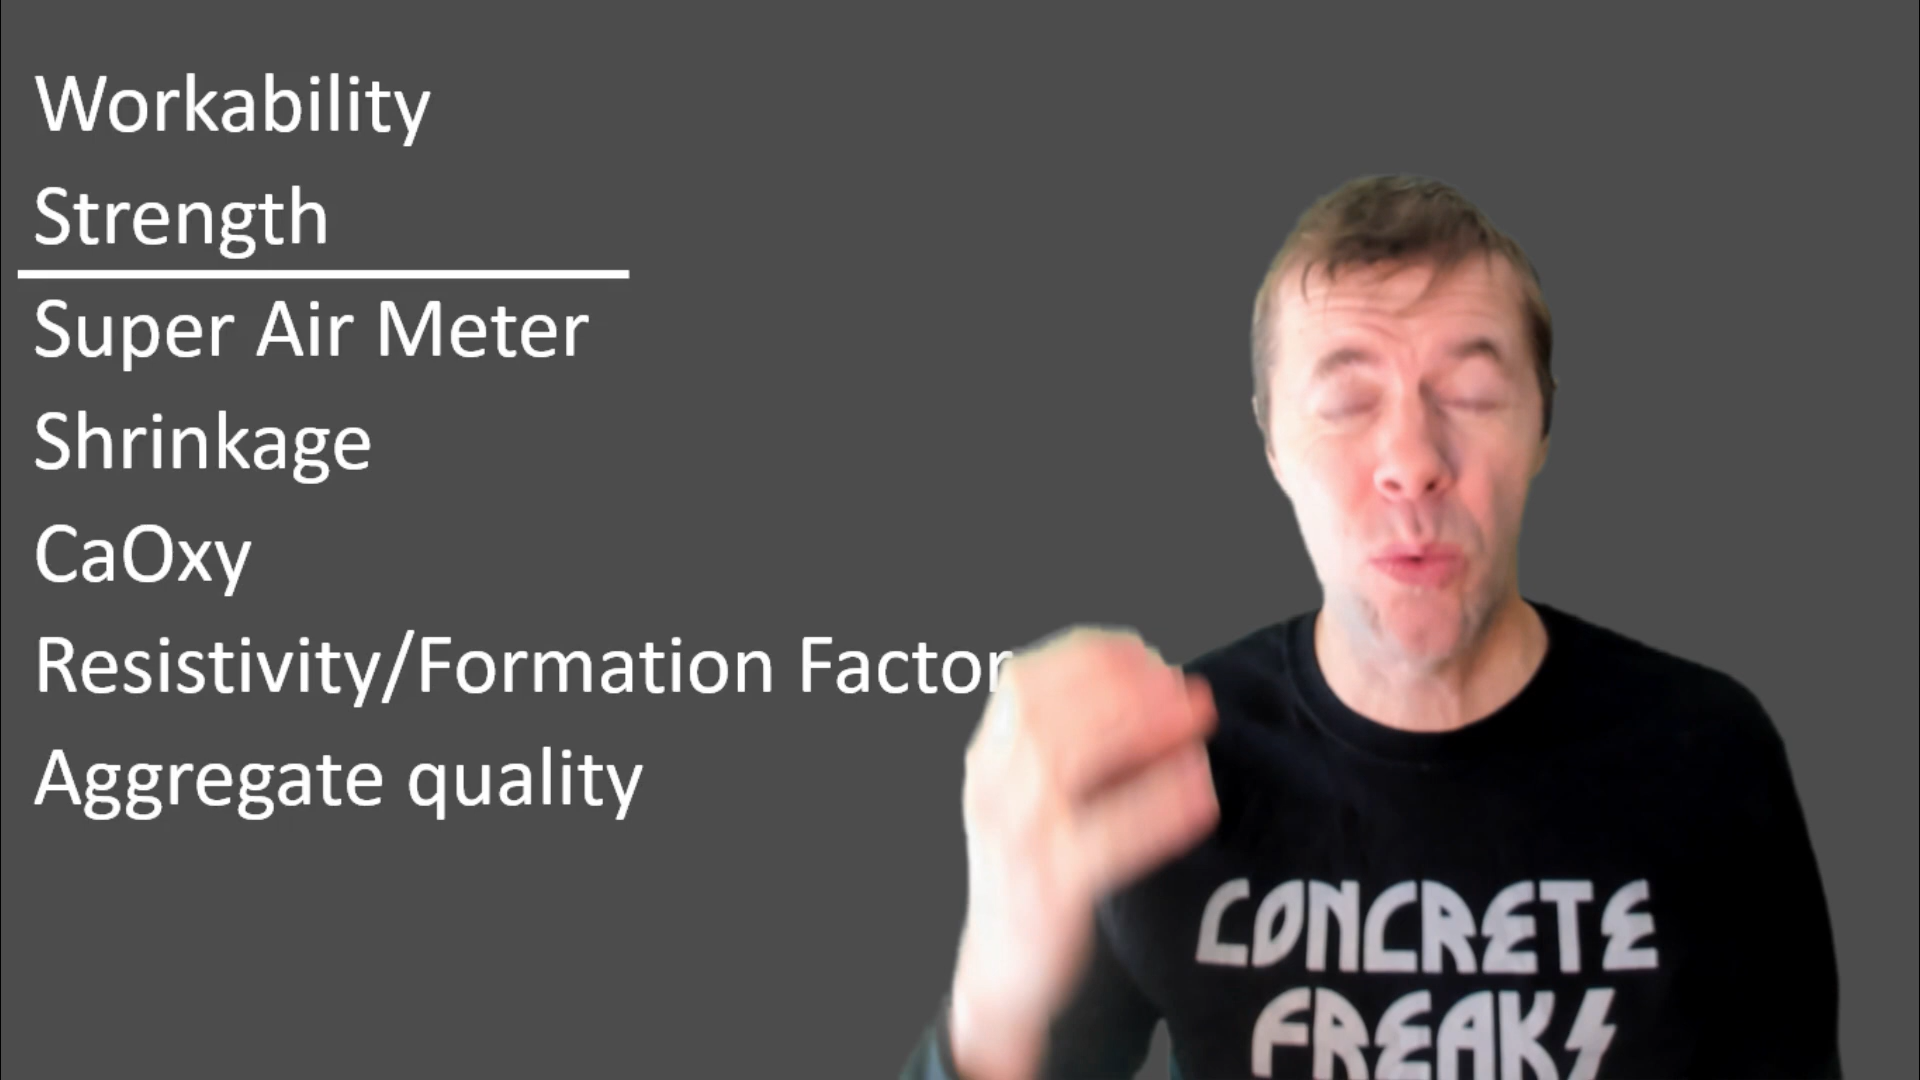 Workability
Strength
Super Air Meter
Shrinkage
CaOxy
Resistivity/Formation Factor
Aggregate quality
CONCRETE
FREAKS